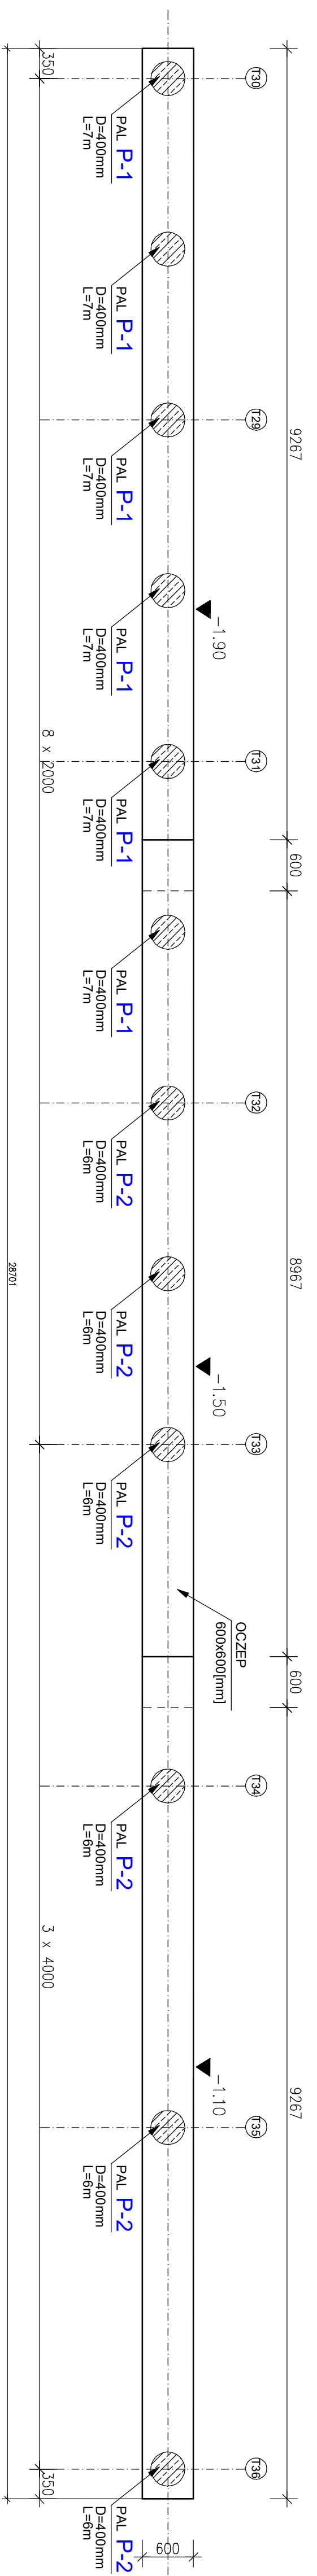 T30
T29
T31
T32
T33
T34
T35
T36
9267
600
8967
600
9267
-1.90
-1.50
-1.10
OCZEP
600x600[mm]
PAL P-1
D=400mm
L=7m
PAL P-1
D=400mm
L=7m
PAL P-1
D=400mm
L=7m
PAL P-1
D=400mm
L=7m
PAL P-1
D=400mm
L=7m
PAL P-1
D=400mm
L=7m
PAL P-2
D=400mm
L=6m
PAL P-2
D=400mm
L=6m
PAL P-2
D=400mm
L=6m
PAL P-2
D=400mm
L=6m
PAL P-2
D=400mm
L=6m
PAL P-2
D=400mm
L=6m
600
350
8 x 2000
3 x 4000
350
28701